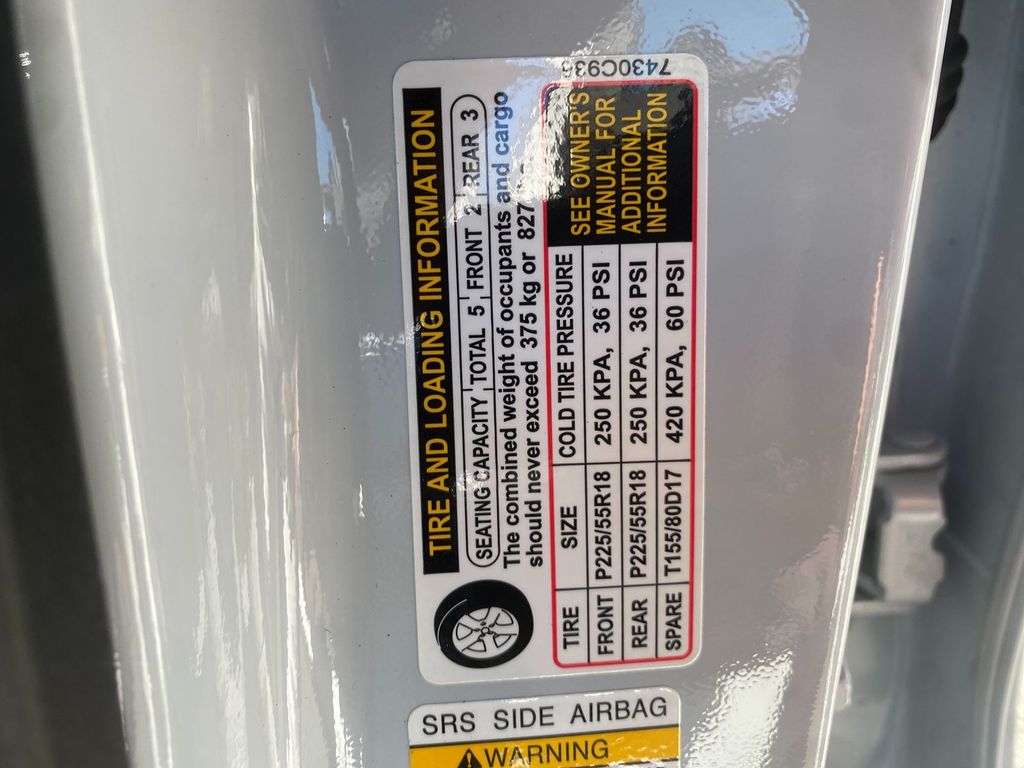 7430C935
TIRE AND LOADING INFORMATION
SEATING CAPACITY TOTAL 5 FRONT 2 REAR 3
The combined weight of occupants and cargo
should never exceed 375 kg or 827
TIRE SIZE COLD TIRE PRESSURE
FRONT P225/55R18 250 KPA, 36 PSI
REAR P225/55R18 250 KPA, 36 PSI
SPARE T155/80D17 420 KPA, 60 PSI
SEE OWNER'S
MANUAL FOR
ADDITIONAL
INFORMATION
SRS SIDE AIRBAG
WARNING